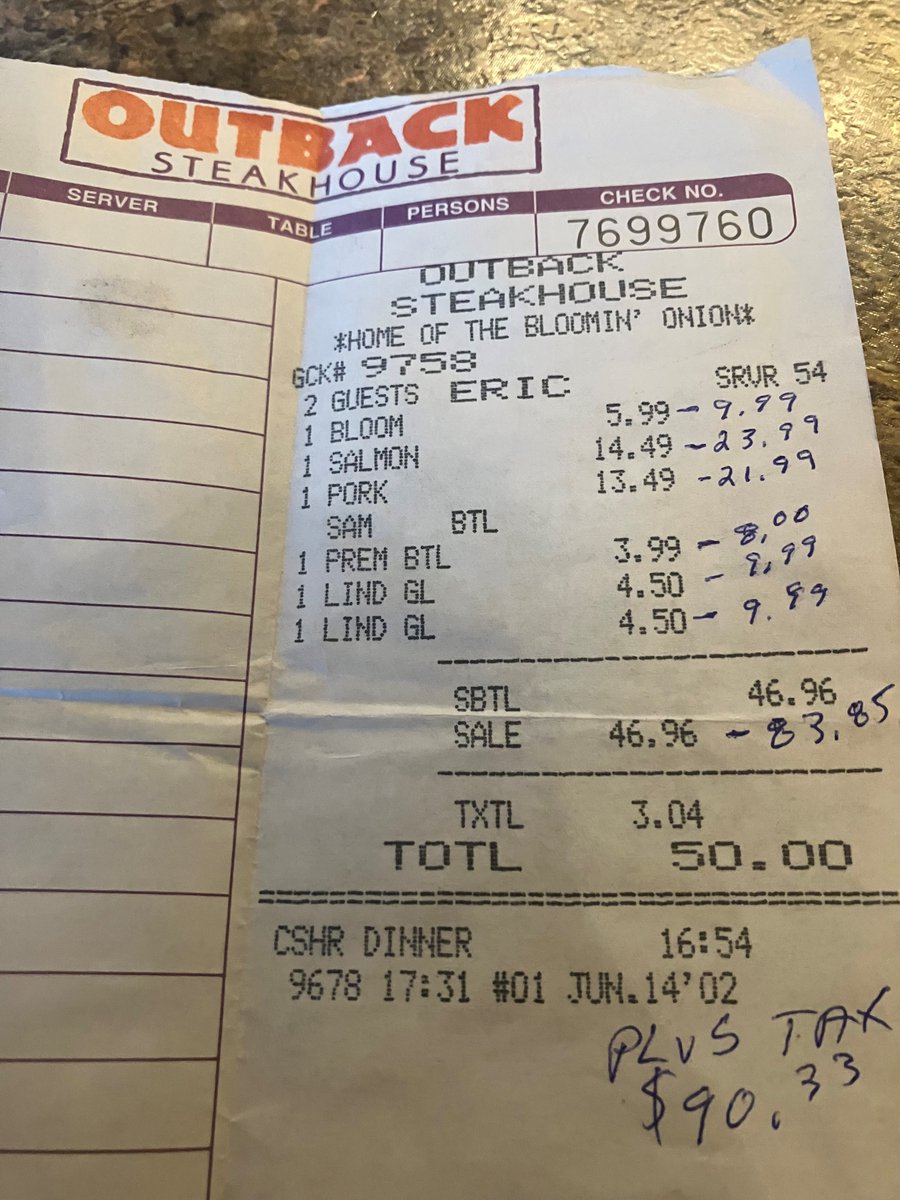 OUTBACK
STEAKHOUSE
SERVER TABLE PERSONS CHECK NO.
7699760
OUTBACK
STEAKHOUSE
*HOME OF THE BLOOMIN' ONION*
GCK# 9758
2 GUESTS ERIC SRVR 54
1 BLOOM 5.99 - 9.99
1 SALMON 14.49 - 23.99
1 PORK 13.49 - 21.99
SAM BTL
1 PREM BTL 3.99 - 8.00
1 LIND GL 4.50 - 9.99
1 LIND GL 4.50 - 9.99
SBTL 46.96
SALE 46.96 - 83.85
TXTL 3.04
TOTL 50.00
CSHR DINNER 16:54
9678 17:31 #01 JUN.14'02
PLUS TAX
$90.33